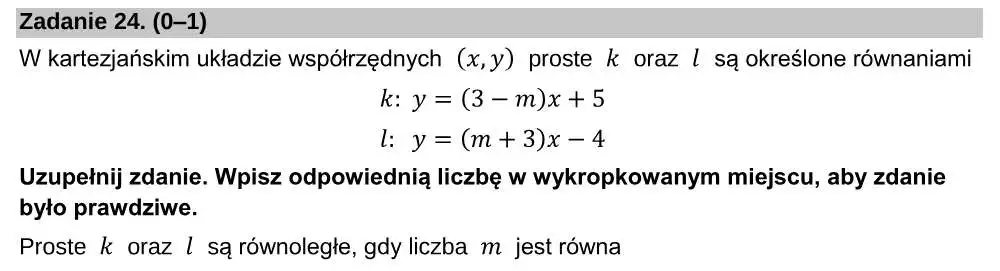 Zadanie 24. (0–1)
W kartezjańskim układzie współrzędnych (x, y) proste k oraz l są określone równaniami
k: y = (3 − m)x + 5
l: y = (m + 3)x − 4
Uzupełnij zdanie. Wpisz odpowiednią liczbę w wykropkowanym miejscu, aby zdanie
było prawdziwe.
Proste k oraz l są równoległe, gdy liczba m jest równa